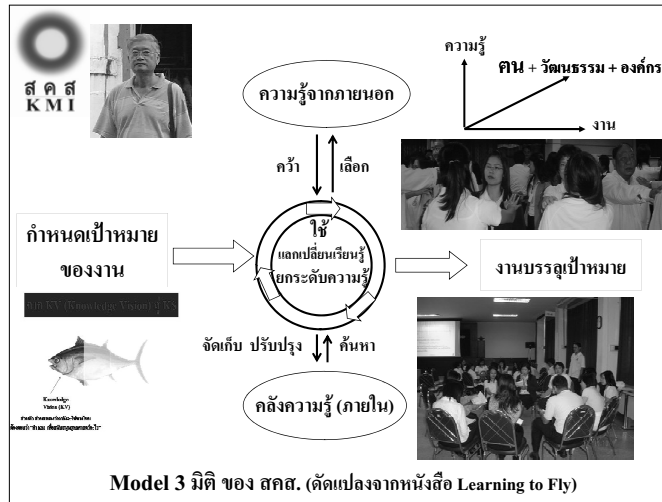 ส ค ส
KMI
ความรู้
คน + วัฒนธรรม + องค์กร
งาน
ความรู้จากภายนอก
คว้า
เลือก
กำหนดเป้าหมาย
ของงาน
ใช้
แลกเปลี่ยนเรียนรู้
ยกระดับความรู้
งานบรรลุเป้าหมาย
KV (Knowledge Vision) สู่ KS
จัดเก็บ ปรับปรุง
ค้นหา
Knowledge
Vision (KV)
คลังความรู้ (ภายใน)
Model 3 มิติ ของ สคส. (ดัดแปลงจากหนังสือ Learning to Fly)